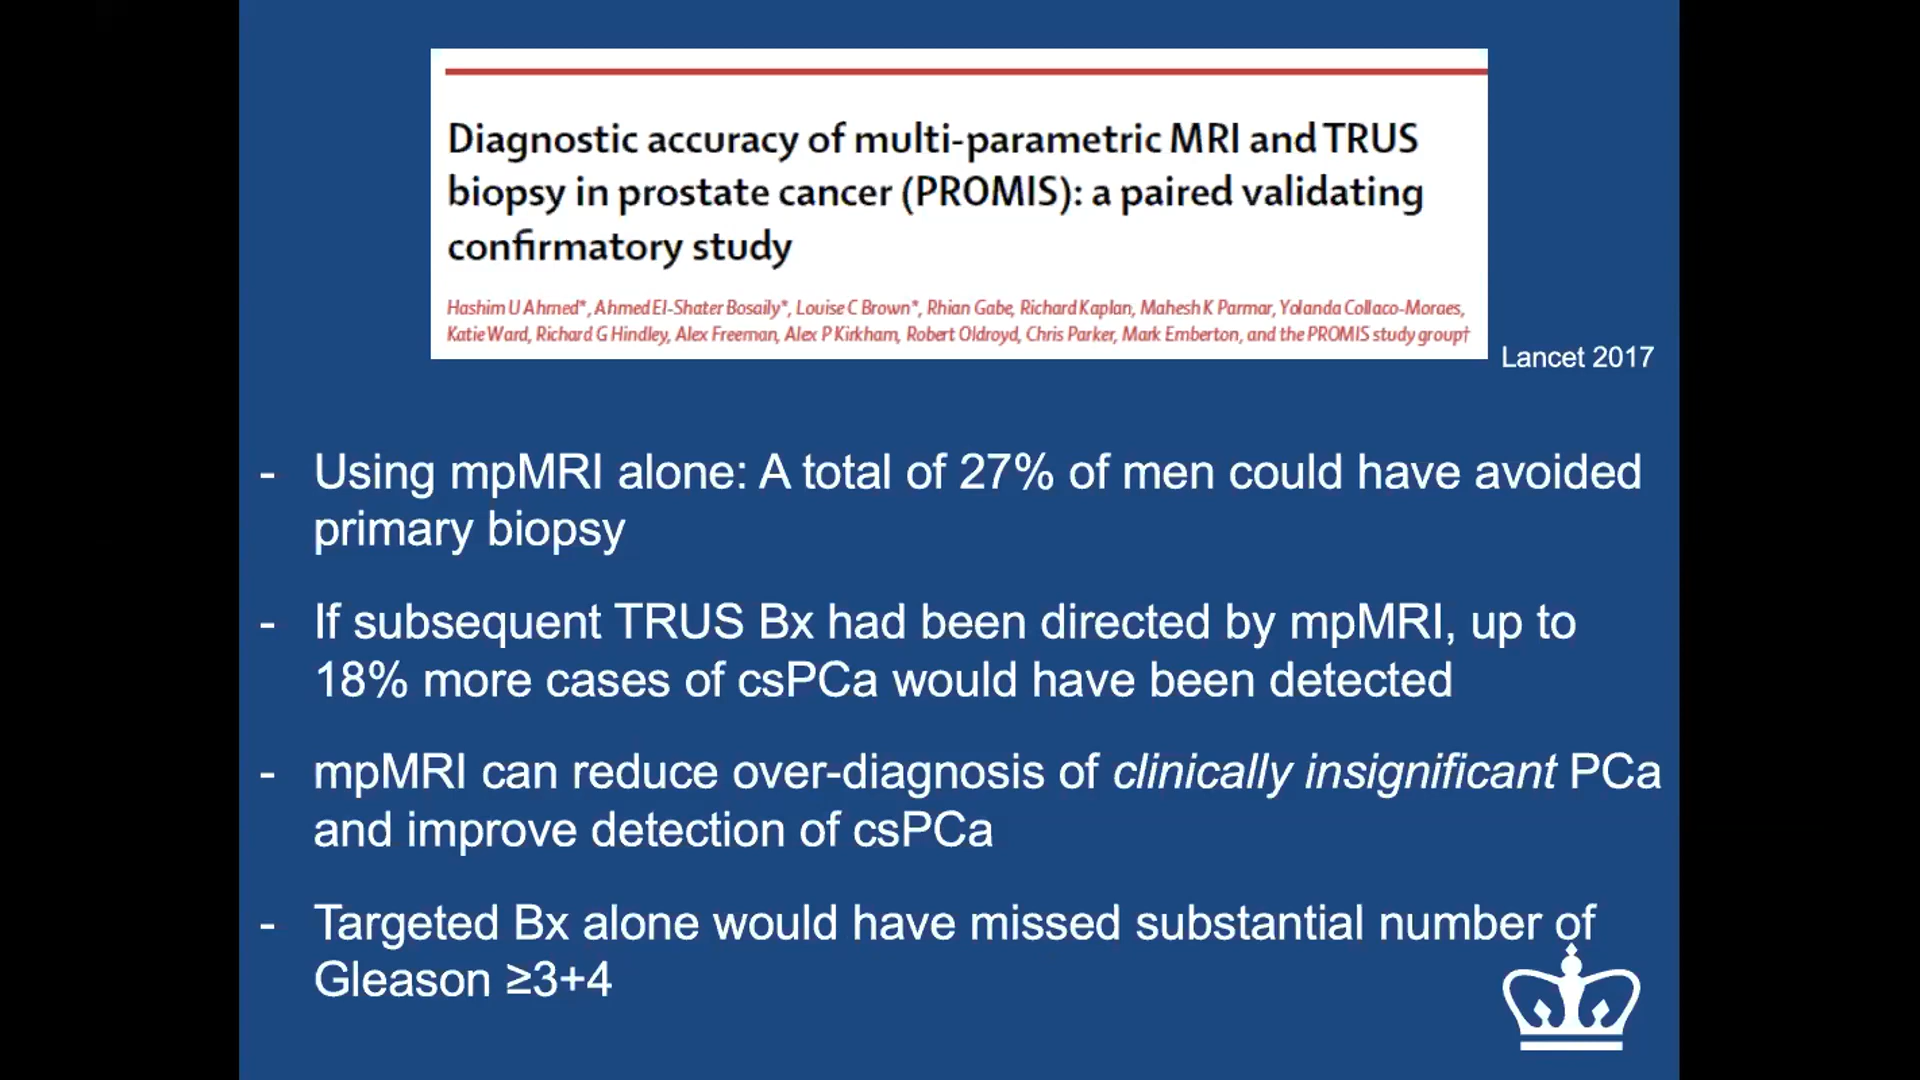 Diagnostic accuracy of multi-parametric MRI and TRUS
biopsy in prostate cancer (PROMIS): a paired validating
confirmatory study
Hashim U Ahmed*, Ahmed El-Shater Bosaily*, Louise C Brown*, Rhian Gabe, Richard Kaplan, Mahesh K Parmar, Yolanda Collaco-Moraes,
Katie Ward, Richard G Hindley, Alex Freeman, Alex P Kirkham, Robert Oldroyd, Chris Parker, Mark Emberton, and the PROMIS study group†
Lancet 2017
- Using mpMRI alone: A total of 27% of men could have avoided
primary biopsy
- If subsequent TRUS Bx had been directed by mpMRI, up to
18% more cases of csPCa would have been detected
- mpMRI can reduce over-diagnosis of clinically insignificant PCa
and improve detection of csPCa
- Targeted Bx alone would have missed substantial number of
Gleason ≥3+4